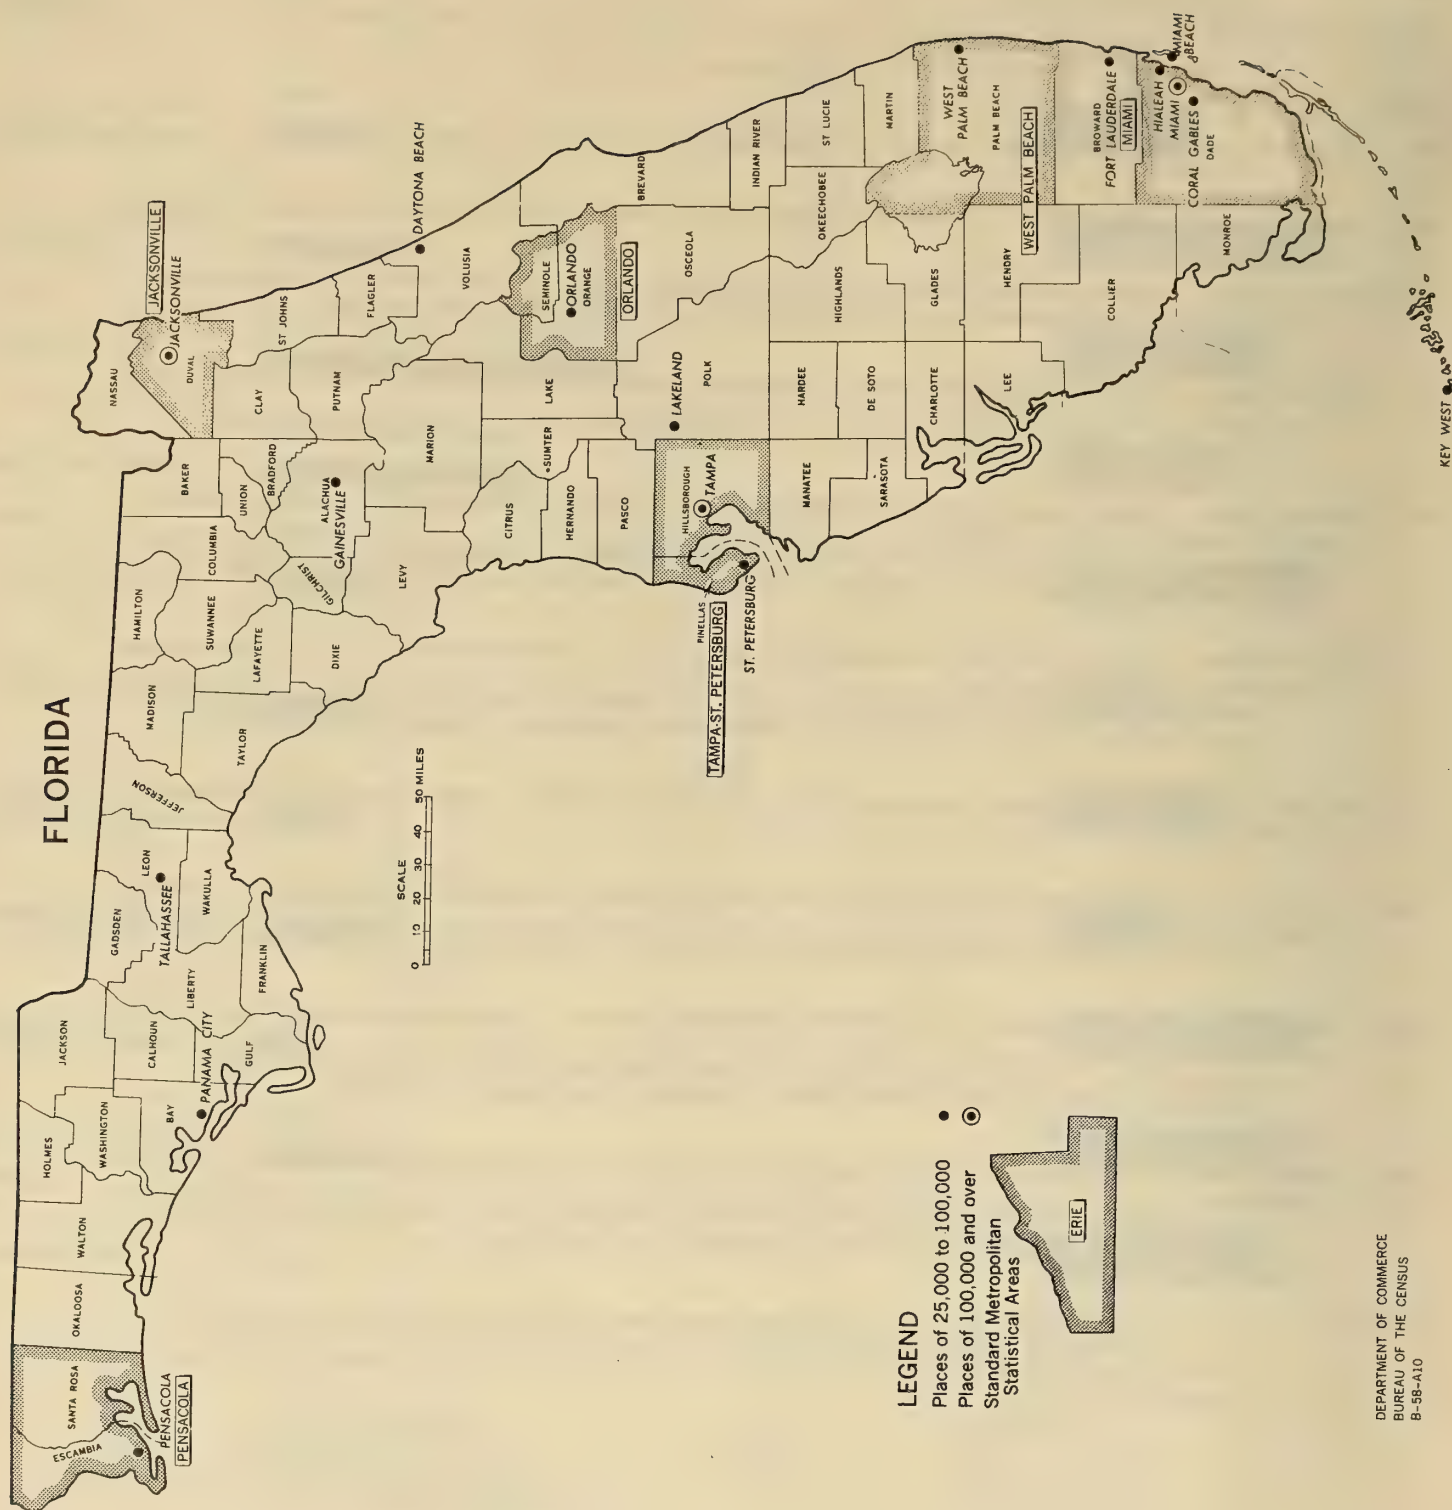 FLORIDA
ESCAMBIA
SANTA ROSA
PENSACOLA
PENSACOLA
OKALOOSA
WALTON
HOLMES
WASHINGTON
BAY
PANAMA CITY
JACKSON
CALHOUN
GULF
LIBERTY
FRANKLIN
GADSDEN
LEON
TALLAHASSEE
WAKULLA
JEFFERSON
MADISON
TAYLOR
HAMILTON
SUWANNEE
LAFAYETTE
DIXIE
COLUMBIA
GILCHRIST
LEVY
BAKER
UNION
BRADFORD
ALACHUA
GAINESVILLE
NASSAU
DUVAL
JACKSONVILLE
JACKSONVILLE
CLAY
ST JOHNS
PUTNAM
FLAGLER
MARION
VOLUSIA
DAYTONA BEACH
CITRUS
SUMTER
HERNANDO
LAKE
SEMINOLE
ORLANDO
ORANGE
ORLANDO
BREVARD
PASCO
HILLSBOROUGH
TAMPA
PINELLAS
TAMPA-ST. PETERSBURG
ST. PETERSBURG
LAKELAND
POLK
OSCEOLA
INDIAN RIVER
MANATEE
HARDEE
HIGHLANDS
OKEECHOBEE
ST LUCIE
SARASOTA
DE SOTO
MARTIN
CHARLOTTE
GLADES
LEE
HENDRY
WEST
PALM BEACH
PALM BEACH
WEST PALM BEACH
COLLIER
BROWARD
FORT LAUDERDALE
MIAMI
HIALEAH
MIAMI
MIAMI
BEACH
CORAL GABLES
DADE
MONROE
KEY WEST
SCALE
0 10 20 30 40 50 MILES
LEGEND
Places of 25,000 to 100,000
Places of 100,000 and over
Standard Metropolitan
Statistical Areas
ERIE
DEPARTMENT OF COMMERCE
BUREAU OF THE CENSUS
B-58-A10